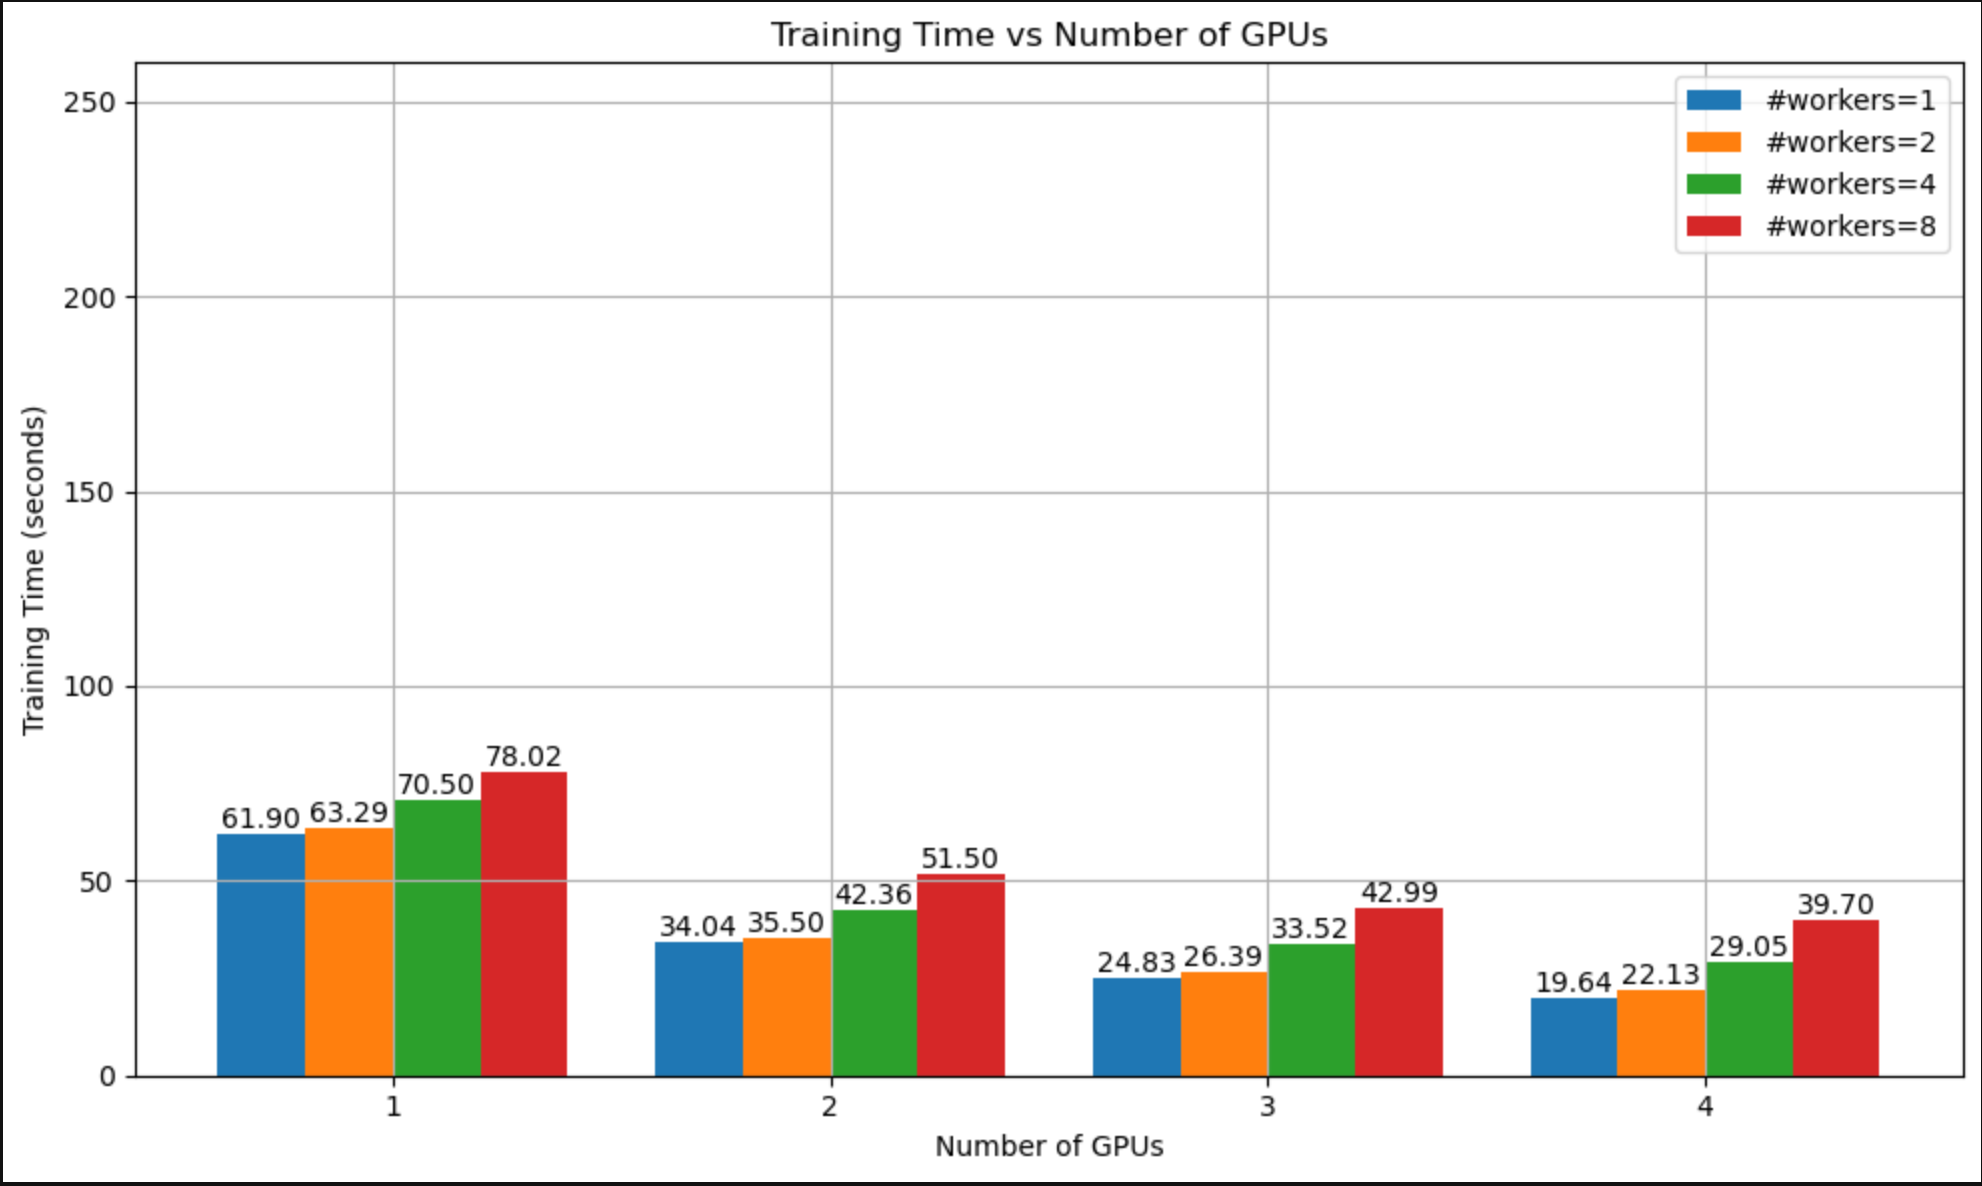 Training Time vs Number of GPUs
#workers=1
#workers=2
#workers=4
#workers=8
Training Time (seconds)
250
200
150
100
50
0
61.90 63.29 70.50 78.02
34.04 35.50 42.36 51.50
24.83 26.39 33.52 42.99
19.64 22.13 29.05 39.70
1 2 3 4
Number of GPUs